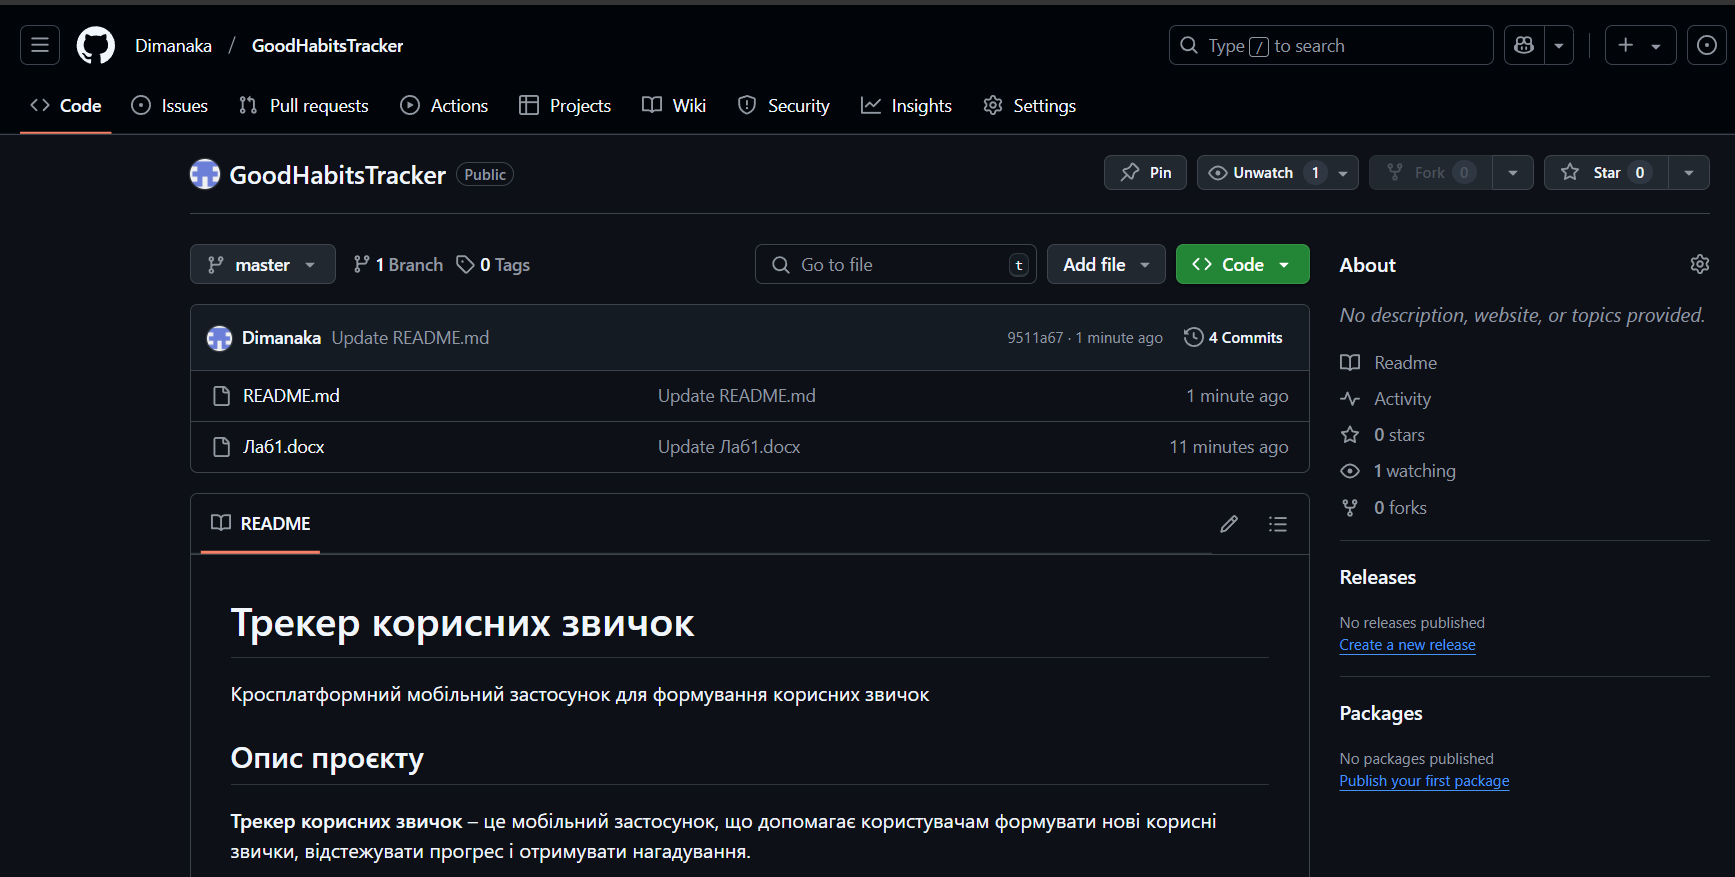 Dimanaka / GoodHabitsTracker
Type / to search
Code Issues Pull requests Actions Projects Wiki Security Insights Settings
GoodHabitsTracker Public
Pin Unwatch 1 Fork 0 Star 0
master 1 Branch 0 Tags Go to file t Add file Code
Dimanaka Update README.md 9511a67 · 1 minute ago 4 Commits
README.md Update README.md 1 minute ago
Лаб1.docx Update Лаб1.docx 11 minutes ago
README
Трекер корисних звичок
Кросплатформний мобільний застосунок для формування корисних звичок
Опис проєкту
Трекер корисних звичок – це мобільний застосунок, що допомагає користувачам формувати нові корисні
звички, відстежувати прогрес і отримувати нагадування.
About
No description, website, or topics provided.
Readme
Activity
0 stars
1 watching
0 forks
Releases
No releases published
Create a new release
Packages
No packages published
Publish your first package